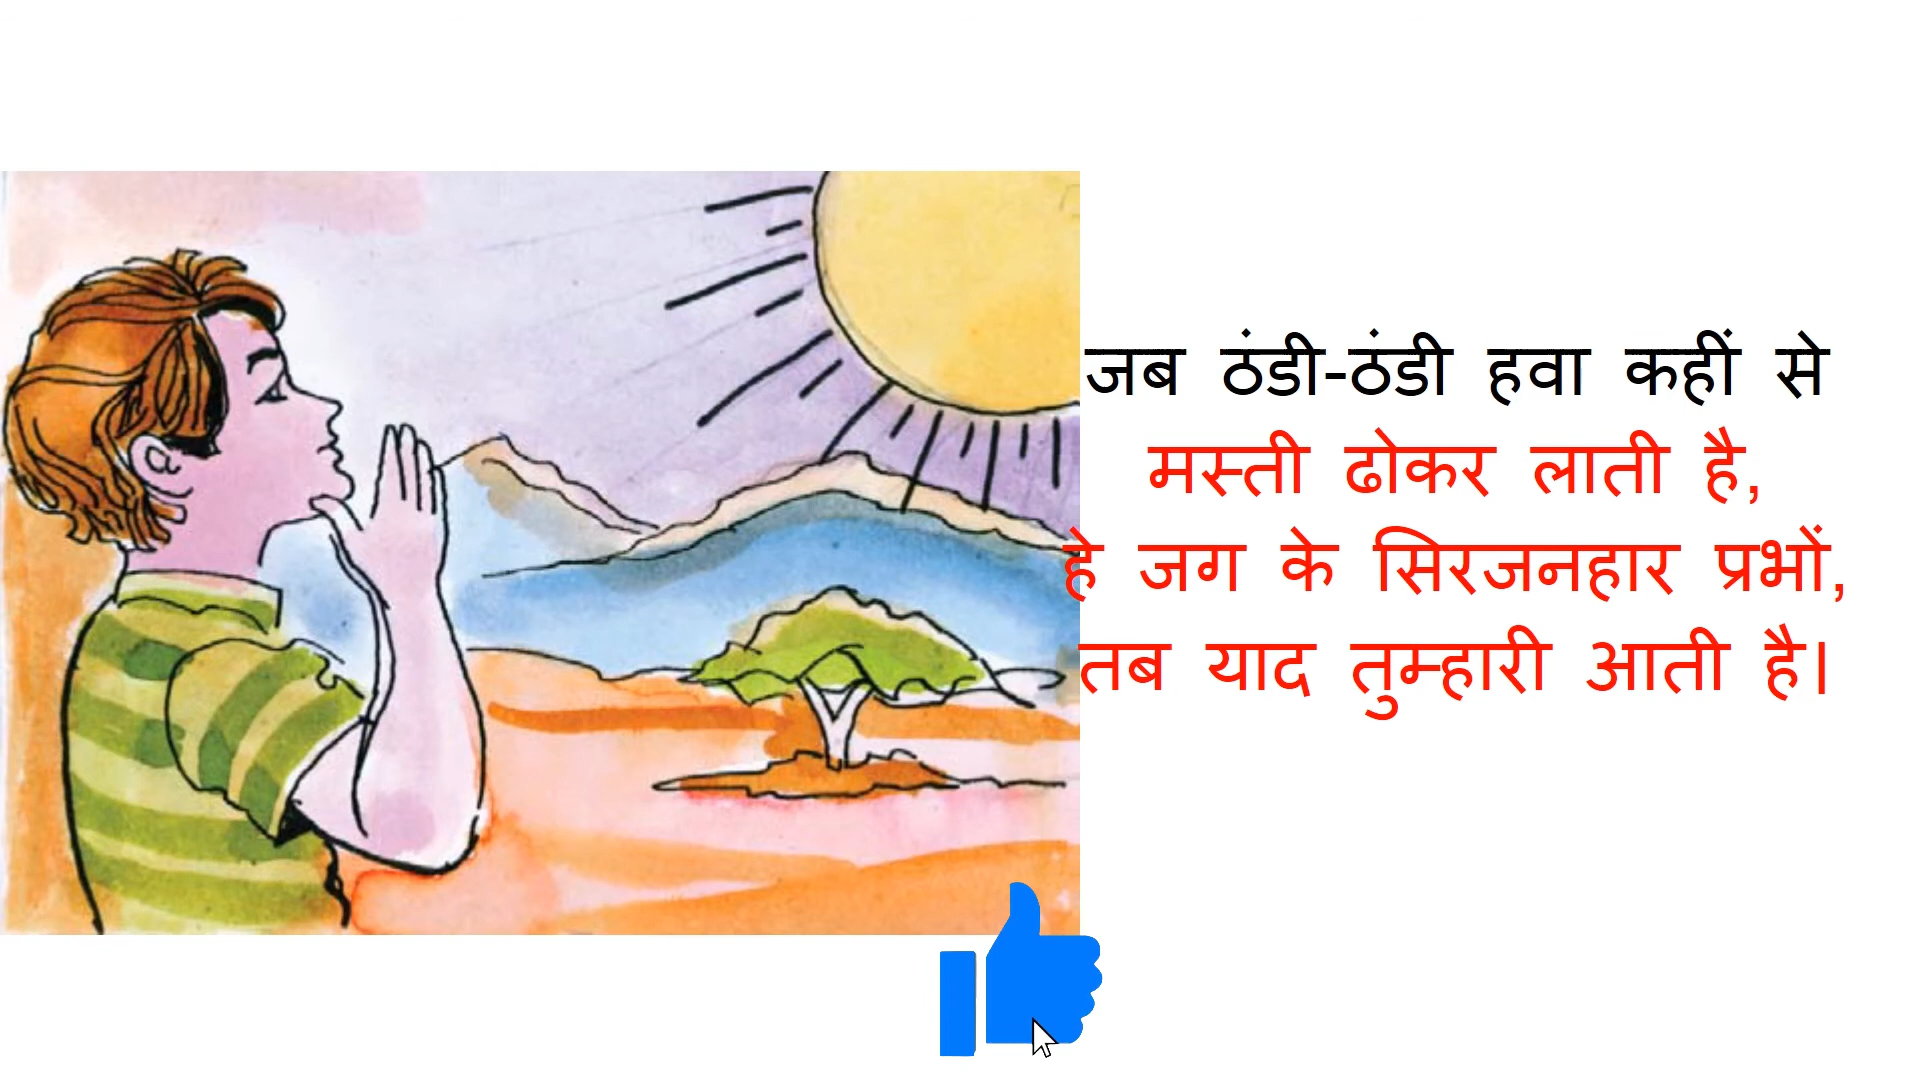 जब ठंडी-ठंडी हवा कहीं से
मस्ती ढोकर लाती है,
हे जग के सिरजनहार प्रभों,
तब याद तुम्हारी आती है।